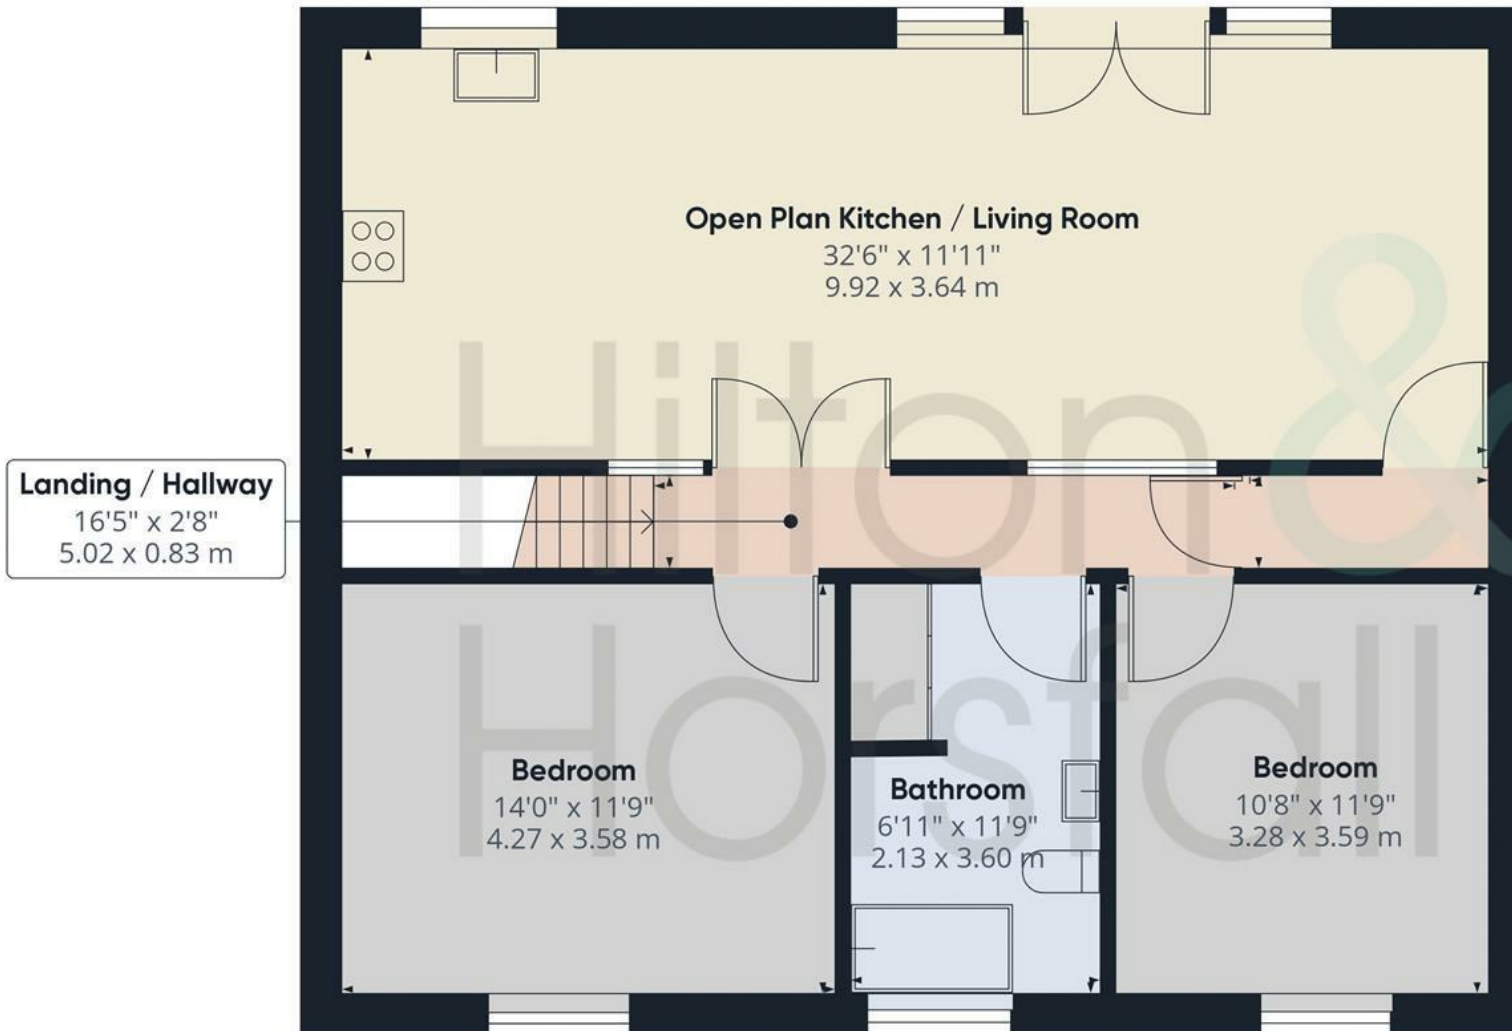 Open Plan Kitchen / Living Room
32'6" x 11'11"
9.92 x 3.64 m
Landing / Hallway
16'5" x 2'8"
5.02 x 0.83 m
Bedroom
14'0" x 11'9"
4.27 x 3.58 m
Bathroom
6'11" x 11'9"
2.13 x 3.60 m
Bedroom
10'8" x 11'9"
3.28 x 3.59 m
Hilton &
Horsfall